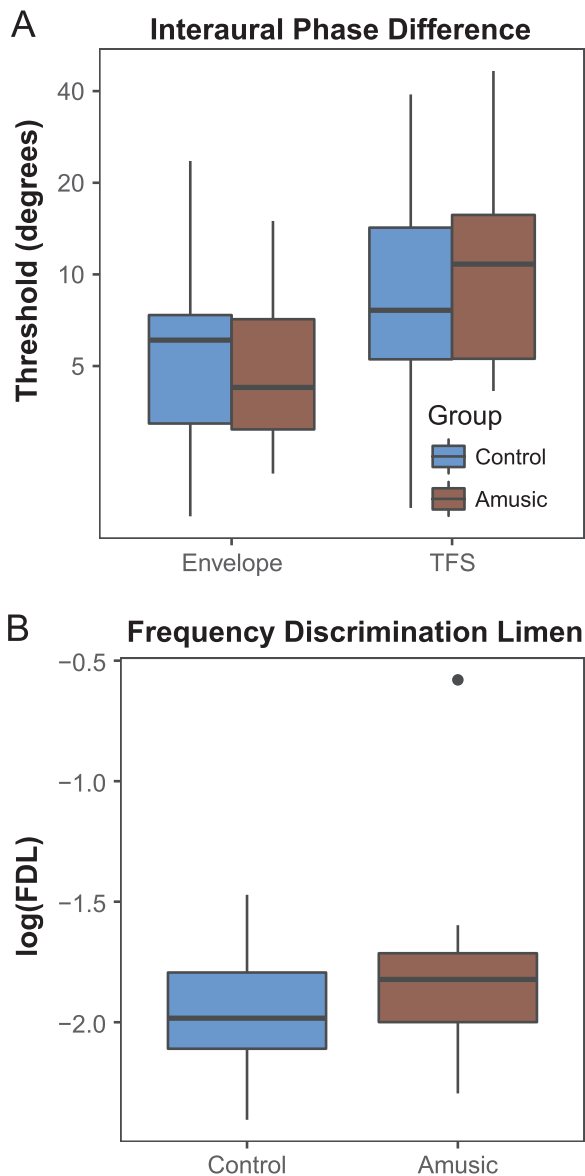 A
Interaural Phase Difference
Threshold (degrees)
40
20
10
5
Group
Control
Amusic
Envelope
TFS
B
Frequency Discrimination Limen
log(FDL)
−0.5
−1.0
−1.5
−2.0
Control
Amusic